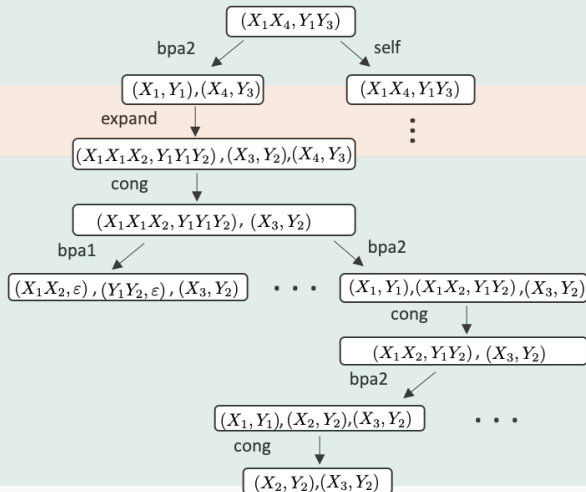 (X₁X₄, Y₁Y₃)
bpa2 self
(X₁, Y₁),(X₄, Y₃) (X₁X₄, Y₁Y₃)
expand
(X₁X₁X₂, Y₁Y₁Y₂) , (X₃, Y₂),(X₄, Y₃)
cong
(X₁X₁X₂, Y₁Y₁Y₂), (X₃, Y₂)
bpa1 bpa2
(X₁X₂, ε) , (Y₁Y₂, ε) , (X₃, Y₂) · · · (X₁, Y₁),(X₁X₂, Y₁Y₂) ,(X₃, Y₂)
cong
(X₁X₂, Y₁Y₂) , (X₃, Y₂)
bpa2
(X₁, Y₁), (X₂, Y₂),(X₃, Y₂) · · ·
cong
(X₂, Y₂),(X₃, Y₂)